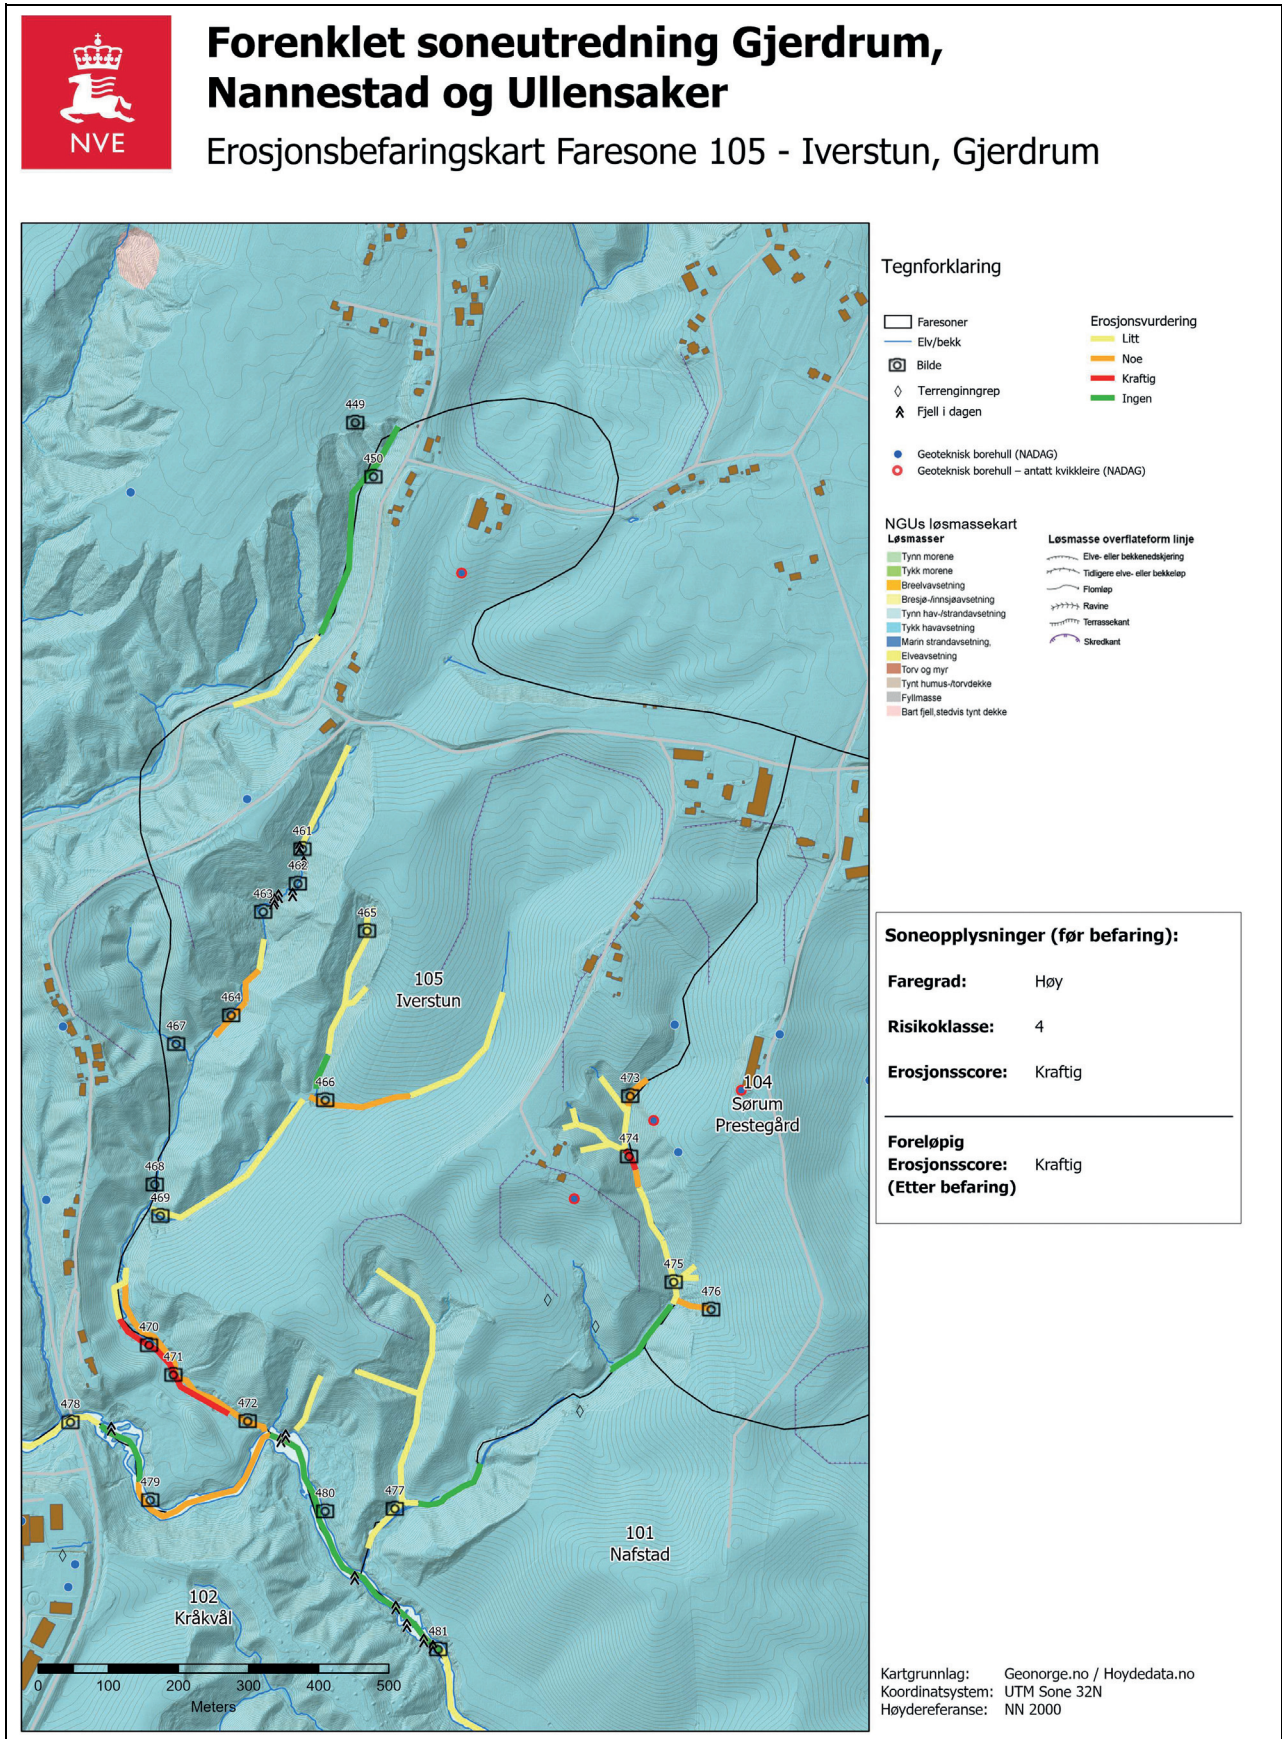 NVE
Forenklet soneutredning Gjerdrum,
Nannestad og Ullensaker
Erosjonsbefaringskart Faresone 105 - Iverstun, Gjerdrum
449
450
461
462
463
465
464
467
105
Iverstun
466
473
104
Sørum
Prestegård
474
468
469
475
476
470
471
472
478
479
480
477
101
Nafstad
102
Kråkvål
481
0
100
200
300
400
500
Meters
Tegnforklaring
Faresoner
Elv/bekk
Bilde
Terrenginngrep
Fjell i dagen
Erosjonsvurdering
Litt
Noe
Kraftig
Ingen
Geoteknisk borehull (NADAG)
Geoteknisk borehull – antatt kvikkleire (NADAG)
NGUs løsmassekart
Løsmasser
Tynn morene
Tykk morene
Breelvavsetning
Bresjø-/innsjøavsetning
Tynn hav-/strandavsetning
Tykk havavsetning
Marin strandavsetning,
Elveavsetning
Torv og myr
Tynt humus-/torvdekke
Fyllmasse
Bart fjell,stedvis tynt dekke
Løsmasse overflateform linje
Elve- eller bekkenedskjering
Tidligere elve- eller bekkeløp
Flomløp
Ravine
Terrassekant
Skredkant
Soneopplysninger (før befaring):
Faregrad: Høy
Risikoklasse: 4
Erosjonsscore: Kraftig
Foreløpig
Erosjonsscore: Kraftig
(Etter befaring)
Kartgrunnlag: Geonorge.no / Hoydedata.no
Koordinatsystem: UTM Sone 32N
Høydereferanse: NN 2000